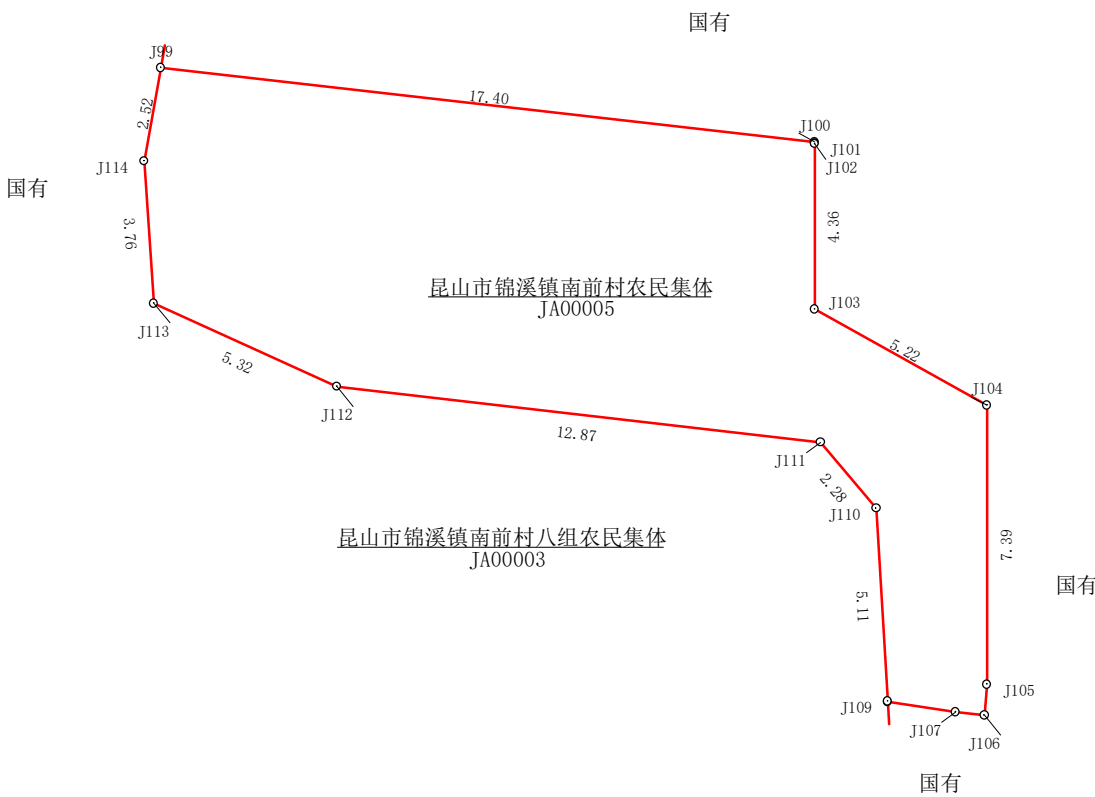 国有
J99
17.40
J100
J101
J102
2.52
J114
国有
3.76
4.36
昆山市锦溪镇南前村农民集体
JA00005
J103
J113
5.32
5.22
J104
J112
12.87
J111
2.28
J110
昆山市锦溪镇南前村八组农民集体
JA00003
7.39
国有
5.11
J105
J109
J107
J106
国有